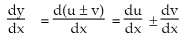 dy/dx = d(u ± v)/dx = du/dx ± dv/dx